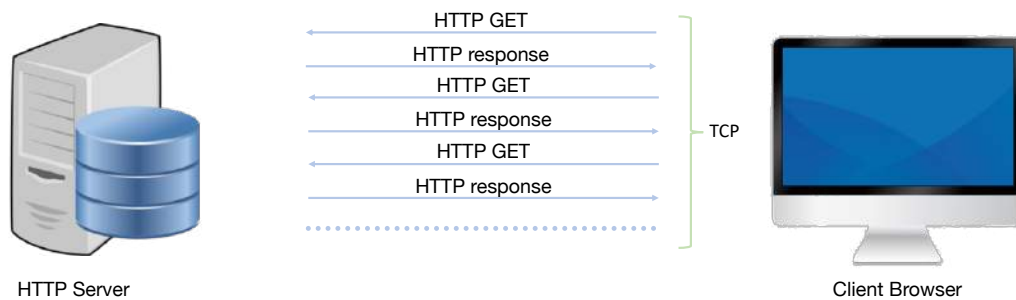 HTTP GET
HTTP response
HTTP GET
HTTP response
HTTP GET
HTTP response
TCP
HTTP Server
Client Browser